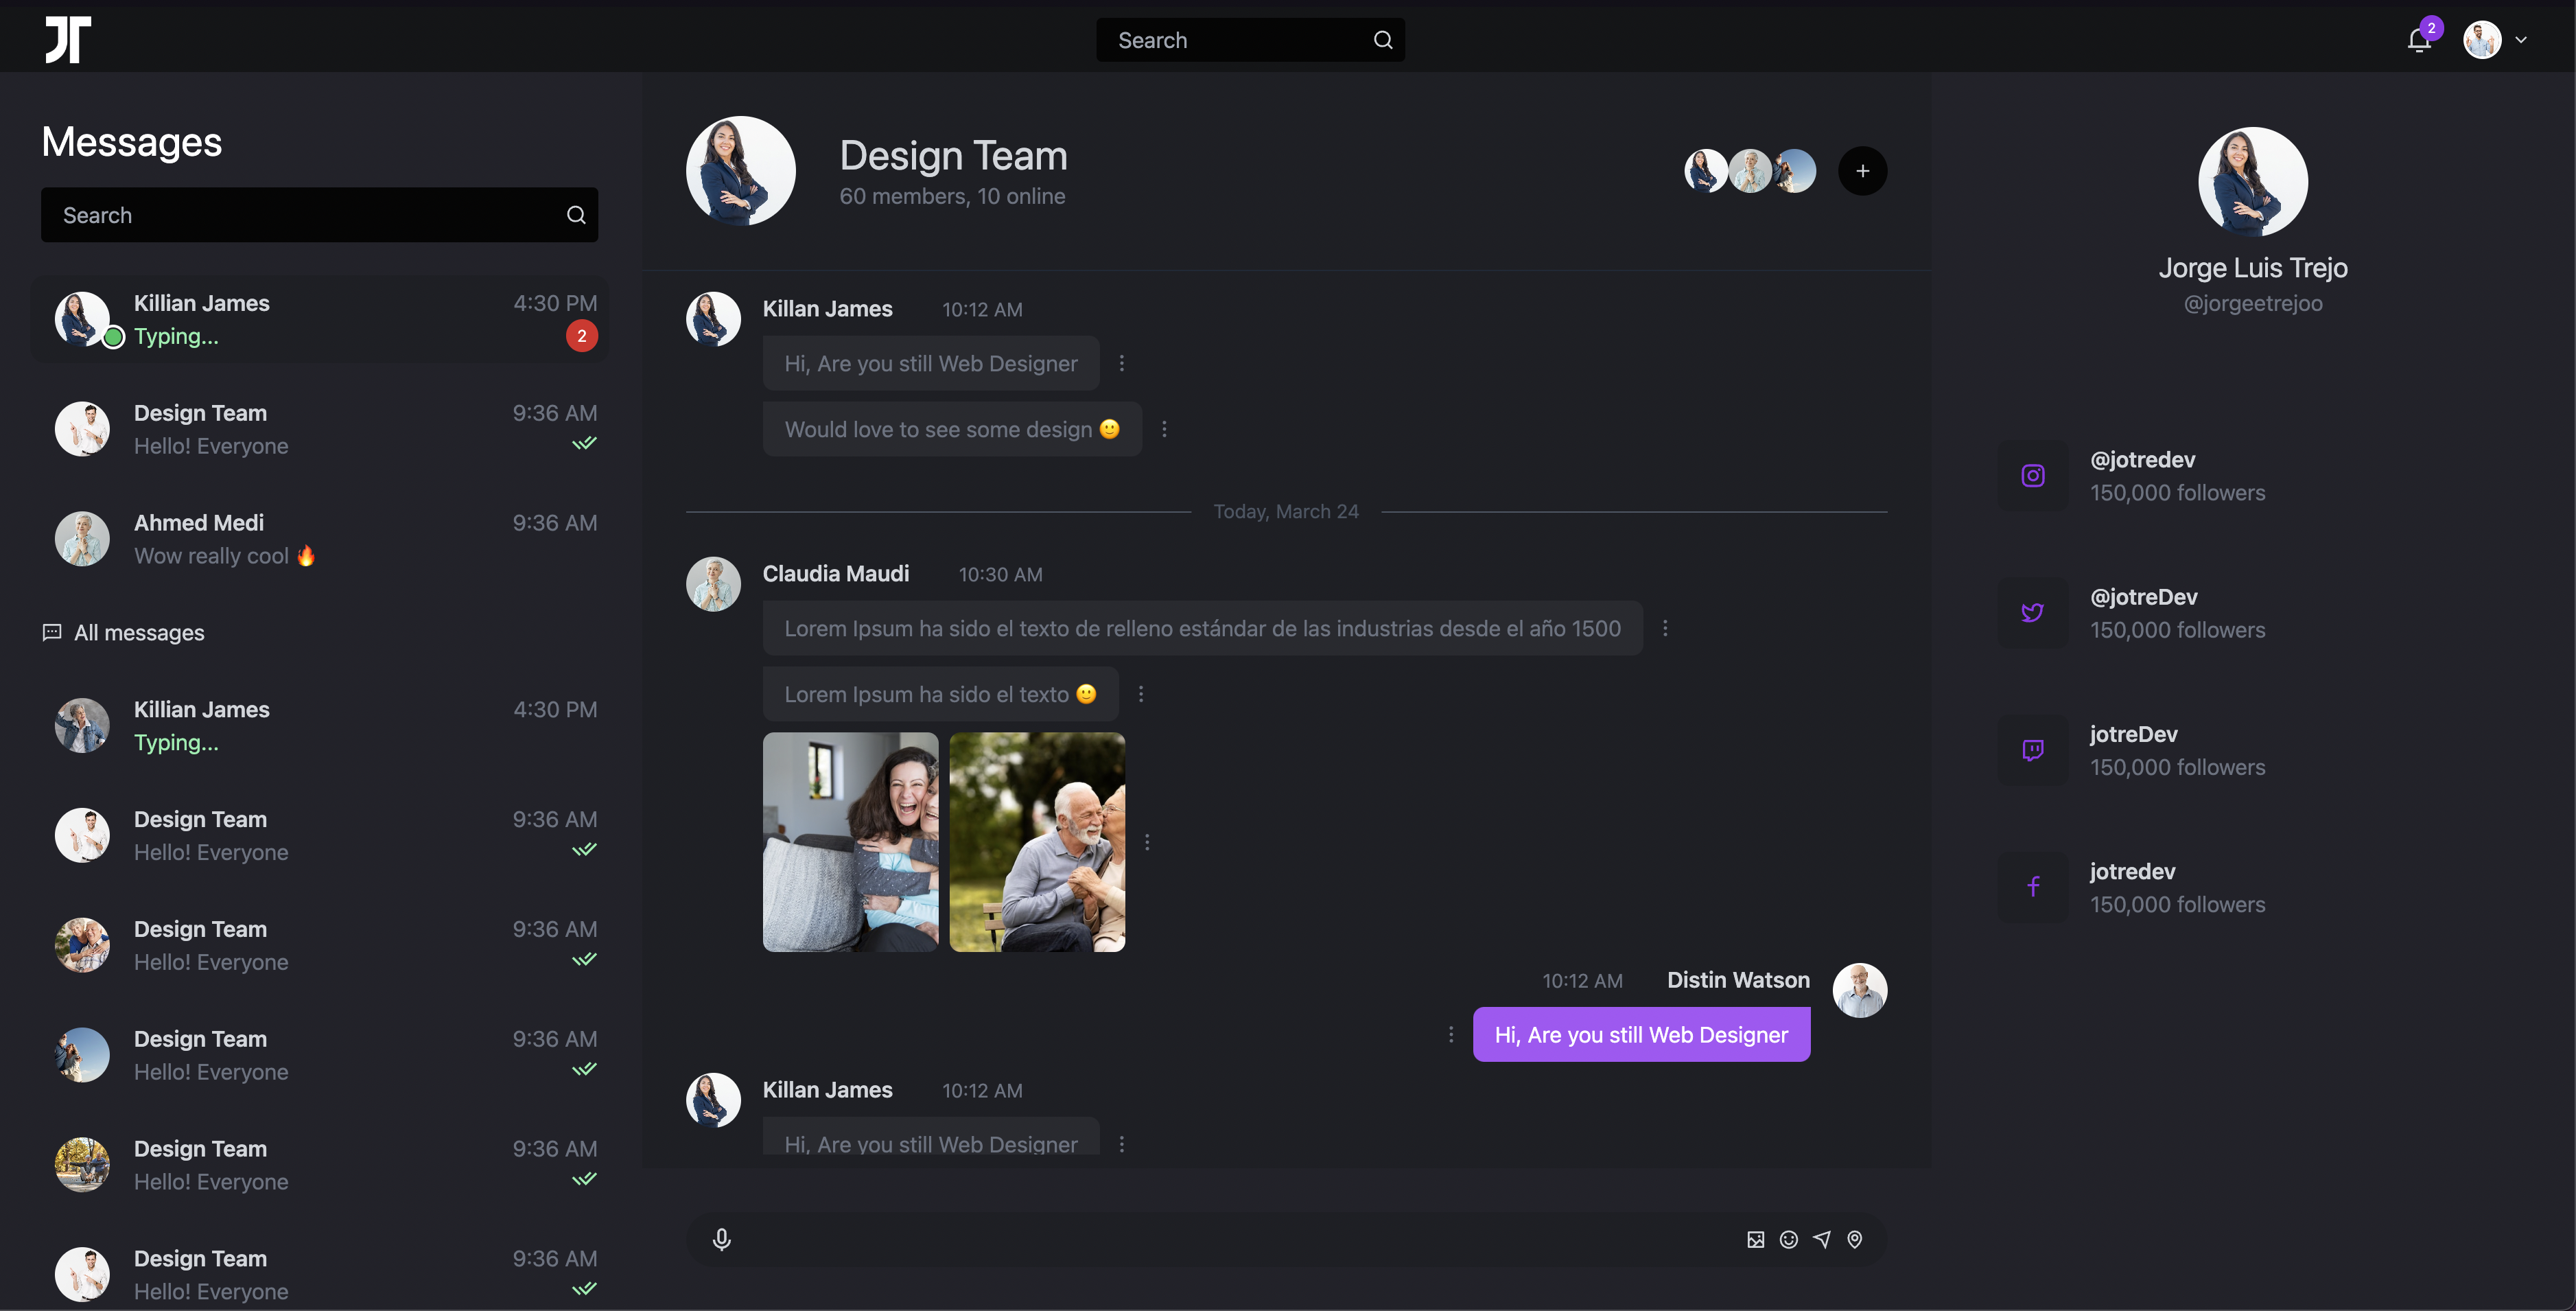 JT
Search
2
Messages
Search
Killian James
4:30 PM
Typing...
2
Design Team
9:36 AM
Hello! Everyone
Ahmed Medi
9:36 AM
Wow really cool 🔥
All messages
Killian James
4:30 PM
Typing...
Design Team
9:36 AM
Hello! Everyone
Design Team
9:36 AM
Hello! Everyone
Design Team
9:36 AM
Hello! Everyone
Design Team
9:36 AM
Hello! Everyone
Design Team
9:36 AM
Hello! Everyone
Design Team
60 members, 10 online
Killan James
10:12 AM
Hi, Are you still Web Designer
Would love to see some design 🙂
Today, March 24
Claudia Maudi
10:30 AM
Lorem Ipsum ha sido el texto de relleno estándar de las industrias desde el año 1500
Lorem Ipsum ha sido el texto 🙂
10:12 AM
Distin Watson
Hi, Are you still Web Designer
Killan James
10:12 AM
Hi, Are you still Web Designer
Jorge Luis Trejo
@jorgeetrejoo
@jotredev
150,000 followers
@jotreDev
150,000 followers
jotreDev
150,000 followers
jotredev
150,000 followers